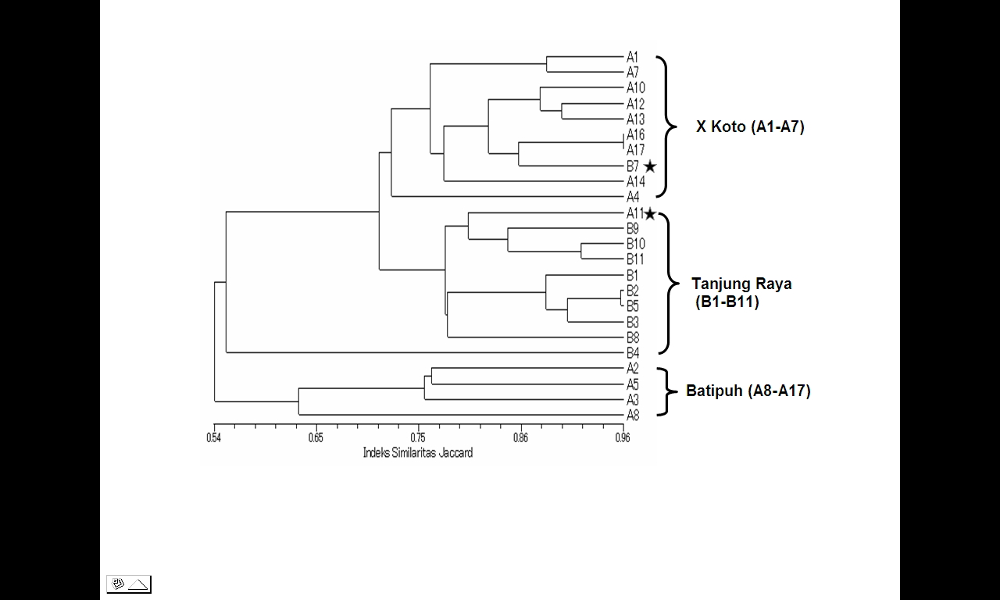 A1
A7
A10
A12
A13
A16
A17
B7 ★
A14
A4
X Koto (A1-A7)
A11★
B9
B10
B11
B1
B2
B5
B3
B8
B4
Tanjung Raya
(B1-B11)
A2
A5
A3
A8
Batipuh (A8-A17)
0.54 0.65 0.75 0.86 0.96
Indeks Similaritas Jaccard